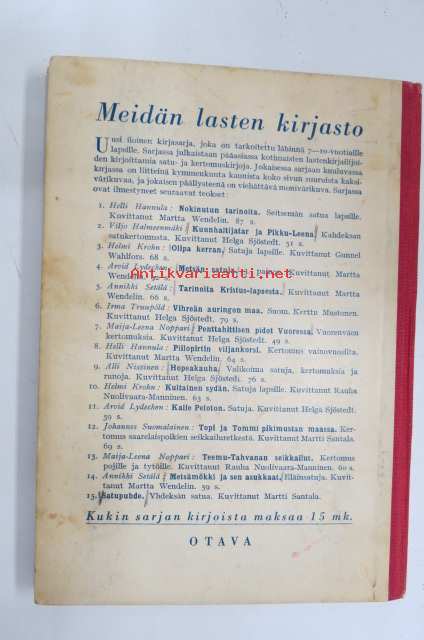 Meidän lasten kirjasto
Uusi iloinen kirjasarja, joka on tarkoitettu lähinnä 7—10-vuotiaille
lapsille. Sarjassa julkaistaan pääasiassa kotimaisten lastenkirjailijoi-
den kirjoittamia satu- ja kertomuskirjoja. Jokaisessa sarjaan kuuluvassa
kirjassa on liitteinä kymmenkunta kaunista koko sivun suuruista kaksi-
värikuvaa, ja jokaisen päällyksenä on viehättävä monivärikuva. Sarjassa
ovat ilmestyneet seuraavat teokset:
1. Helli Hannula: Nokinutun tarinoita. Seitsemän satua lapsille.
Kuvittanut Martta Wendelin. 87 s.
2. Viljo Halmeenmäki: Kuunhaltijatar ja Pikku-Leena. Kahdeksan
satukertomusta. Kuvittanut Helga Sjöstedt. 51 s.
3. Helmi Krohn: Olipa kerran. Satuja lapsille. Kuvittanut Gunnel
Wahlfors. 68 s.
4. Arvid Lydecken: Metsän satuja. Kuvittanut Martta
Wendelin. s.
Antikvariaatti.net
5. Annikki Setälä: Tarinoita Kristus-lapsesta. Kuvittanut Martta
Wendelin. 66 s.
6. Irma Truupöld: Vihreän auringon maa. Suom. Kerttu Mustonen.
Kuvittanut Helga Sjöstedt. 79 s.
7. Maija-Leena Noppari: Penttahittisen pidot Vuoressa. Vuorenväen
kertomuksia. Kuvittanut Helga Sjöstedt. 49 s.
8. Helli Hannula: Pillopirtin viljankorsi. Kertomus vainovuosilta.
Kuvittanut Martta Wendelin. 64 s.
9. Alli Nissinen: Hopeakauha. Valikoima satuja, kertomuksia ja
runoja. Kuvittanut Helga Sjöstedt. 76 s.
10. Helmi Krohn: Kultainen sydän. Satuja lapsille. Kuvittanut Rauha
Nuolivaara-Manninen. 63 s.
11. Arvid Lydecken: Kalle Peloton. Satuja. Kuvittanut Helga Sjöstedt.
59 s.
12. Johannes Suomalainen: Topi ja Tommi pikimustan maassa. Ker-
tomus saarelaispoikien seikkailuretkestä. Kuvittanut Martti Santala.
69 s.
13. Maija-Leena Noppari: Teemu-Tahvanan seikkailut. Kertomus
pojille ja tytöille. Kuvittanut Rauha Nuolivaara-Manninen. 60 s.
14. Annikki Setälä: Metsämökki ja sen asukkaat. Eläinsatuja. Kuvit-
tanut Martta Wendelin. 59 s.
15. Satupuhde. Yhdeksän satua. Kuvittanut Martti Santala.
Kukin sarjan kirjoista maksaa 15 mk.
OTAVA